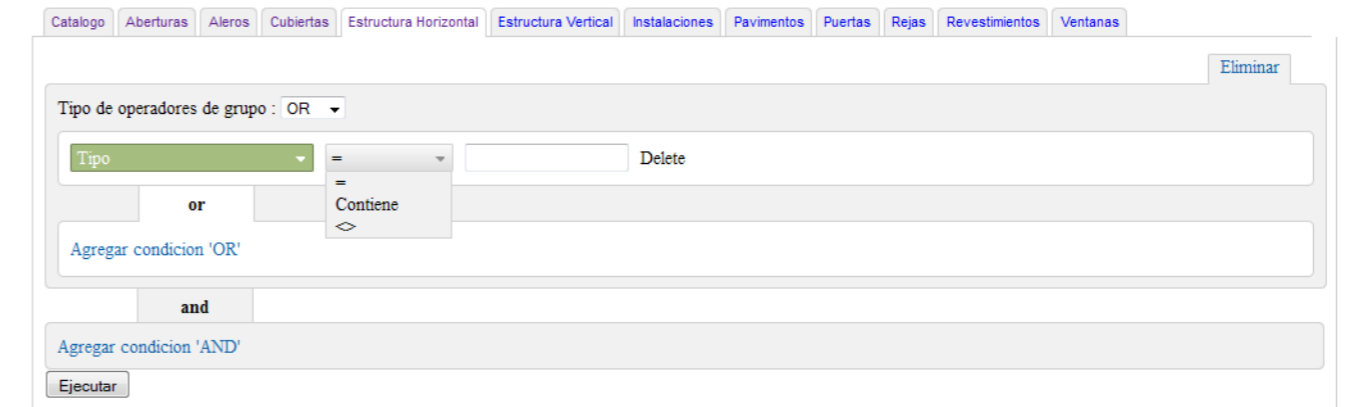 Catalogo Aberturas Aleros Cubiertas Estructura Horizontal Estructura Vertical Instalaciones Pavimentos Puertas Rejas Revestimientos Ventanas
Eliminar
Tipo de operadores de grupo : OR
Tipo = Delete
=
or Contiene
<>
Agregar condicion 'OR'
and
Agregar condicion 'AND'
Ejecutar